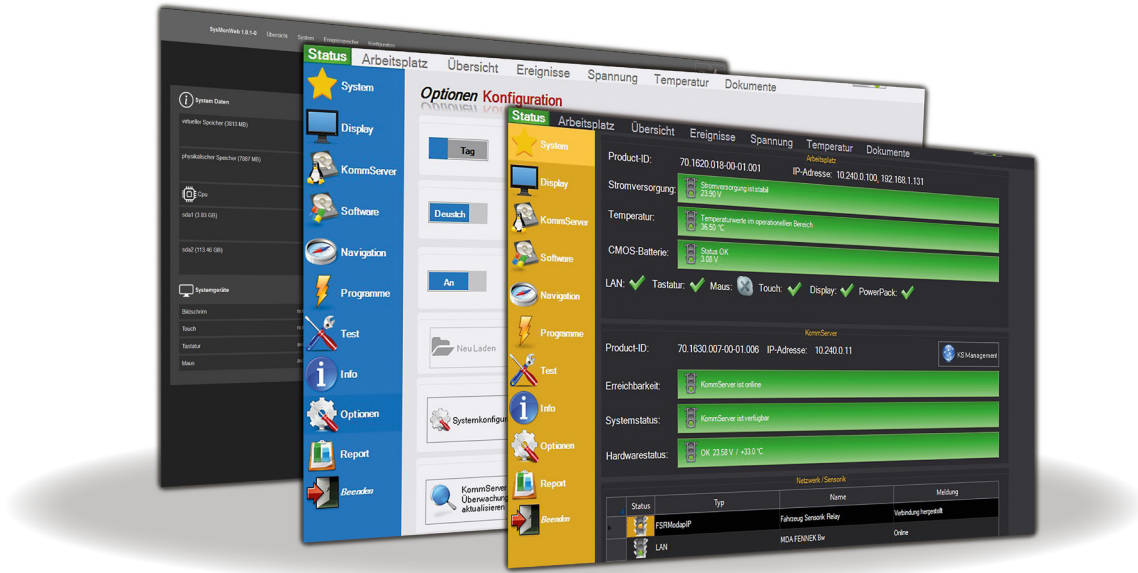 SysMonWeb 1.0.1-0 Übersicht System Ereignisspeicher Konfiguration
System Daten
virtueller Speicher (3813 MB)
physikalischer Speicher (7887 MB)
Cpu
sda1 (3.83 GB)
sda2 (113.46 GB)
Systemgeräte
Bildschirm
Touch
Tastatur
Maus
Status Arbeitsplatz Übersicht Ereignisse Spannung Temperatur Dokumente
System
Display
KommServer
Software
Navigation
Programme
Test
Info
Optionen
Report
Beenden
Optionen Konfiguration
Tag
Deustch
An
Neu Laden
Systemkonfigu
KommServer
Überwachung
aktualisieren
Status Arbeitsplatz Übersicht Ereignisse Spannung Temperatur Dokumente
System
Display
KommServer
Software
Navigation
Programme
Test
Info
Optionen
Report
Beenden
Arbeitsplatz
Product-ID: 70.1620.018-00-01.001 IP-Adresse: 10.240.0.100, 192.168.1.131
Stromversorgung: Stromversorgung ist stabil
23.90 V
Temperatur: Temperaturwerte im operationellen Bereich
36.50 °C
CMOS-Batterie: Status OK
3.08 V
LAN: Tastatur: Maus: Touch: Display: PowerPack:
KommServer
Product-ID: 70.1630.007-00-01.006 IP-Adresse: 10.240.0.11 KS Management
Erreichbarkeit: KommServer ist online
Systemstatus: KommServer ist verfügbar
Hardwarestatus: OK 23.58 V / +33.0 °C
Netzwerk / Sensorik
Status Typ Name Meldung
FSRMedapIP Fahrzeug Sensorik Relay Verbindung hergestellt
LAN MDA FENNEK Bw Online